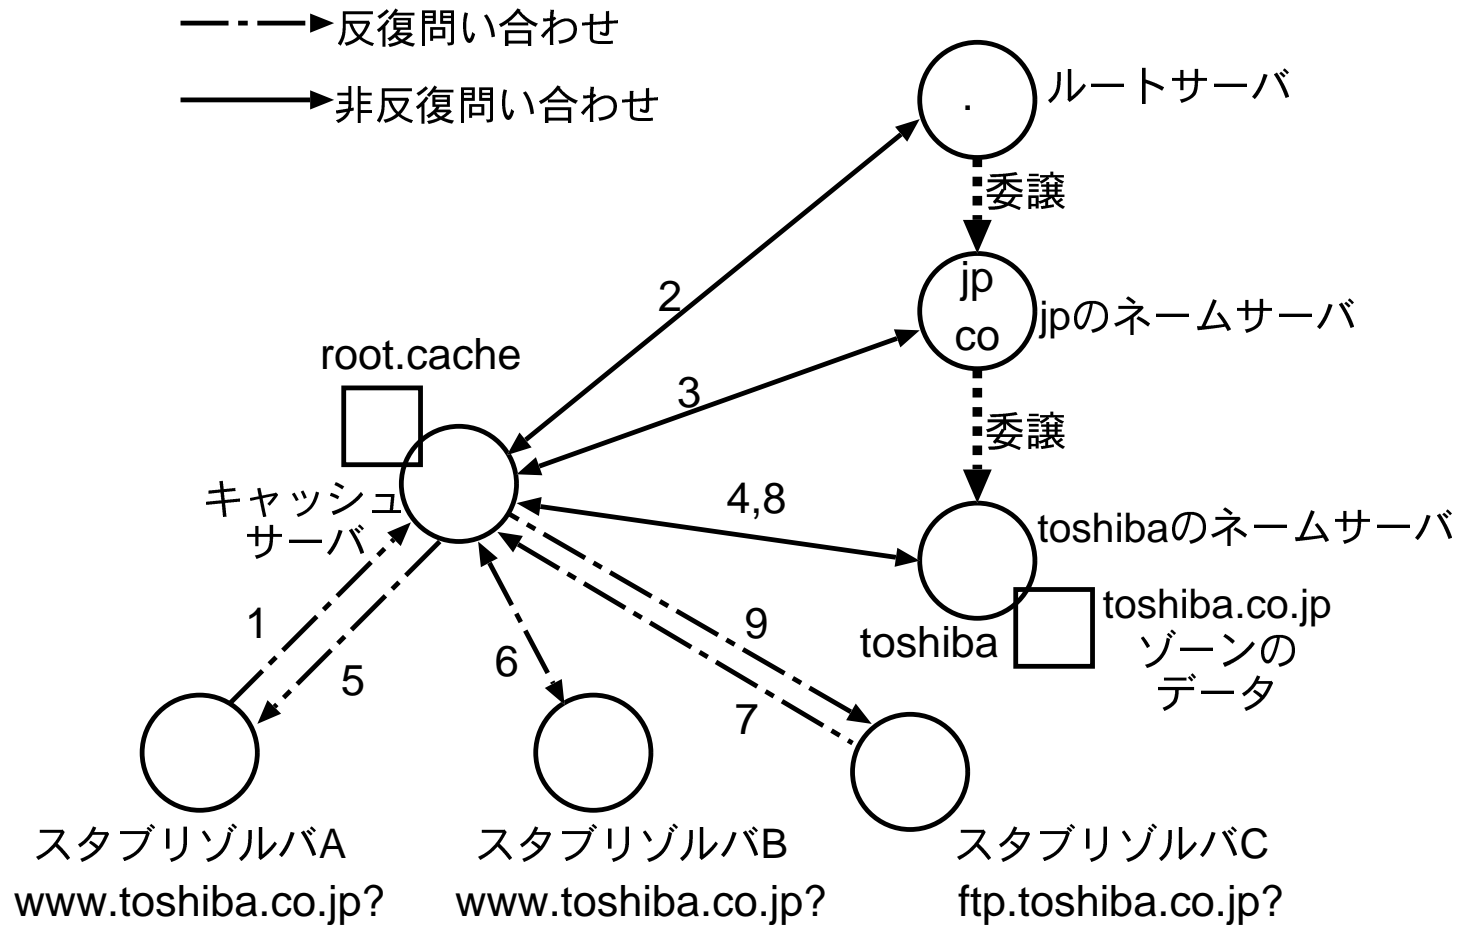 反復問い合わせ
非反復問い合わせ
.
ルートサーバ
委譲
jp
co
jpのネームサーバ
2
root.cache
3
委譲
キャッシュ
サーバ
4,8
toshibaのネームサーバ
1
5
6
9
7
toshiba
toshiba.co.jp
ゾーンの
データ
スタブリゾルバA
www.toshiba.co.jp?
スタブリゾルバB
www.toshiba.co.jp?
スタブリゾルバC
ftp.toshiba.co.jp?